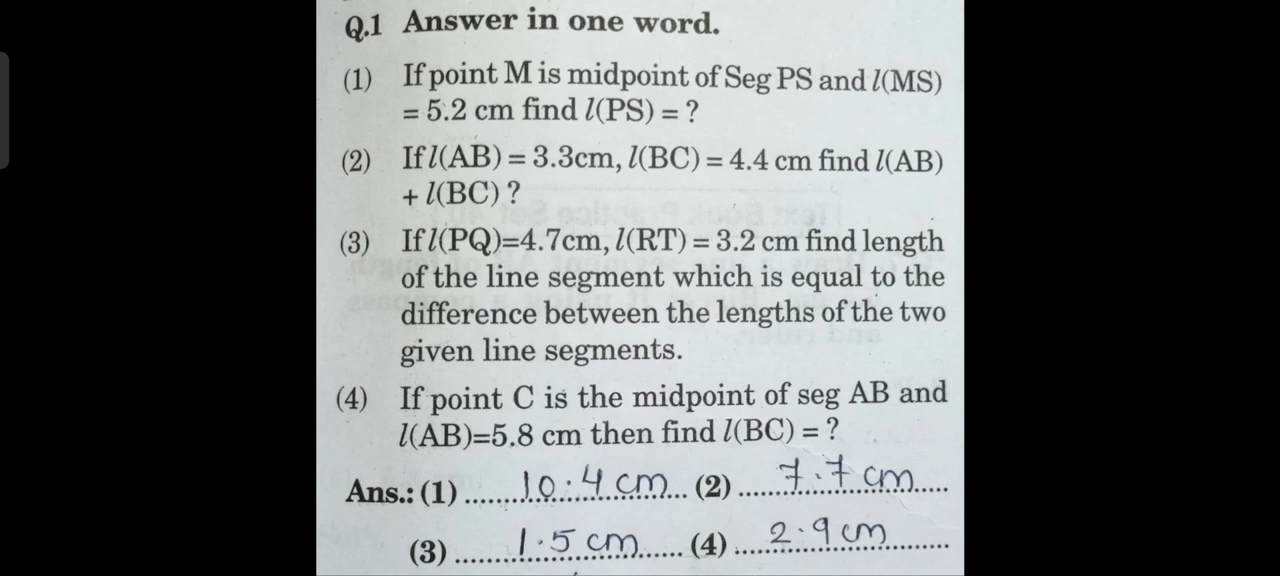 Q.1 Answer in one word.
(1) If point M is midpoint of Seg PS and l(MS)
= 5.2 cm find l(PS) = ?
(2) If l(AB) = 3.3cm, l(BC) = 4.4 cm find l(AB)
+ l(BC) ?
(3) If l(PQ)=4.7cm, l(RT) = 3.2 cm find length
of the line segment which is equal to the
difference between the lengths of the two
given line segments.
(4) If point C is the midpoint of seg AB and
l(AB)=5.8 cm then find l(BC) = ?
Ans.: (1) ........10.4 cm... (2) ........7.7 cm.....
(3) ........1.5 cm...... (4) ....2.9 cm........